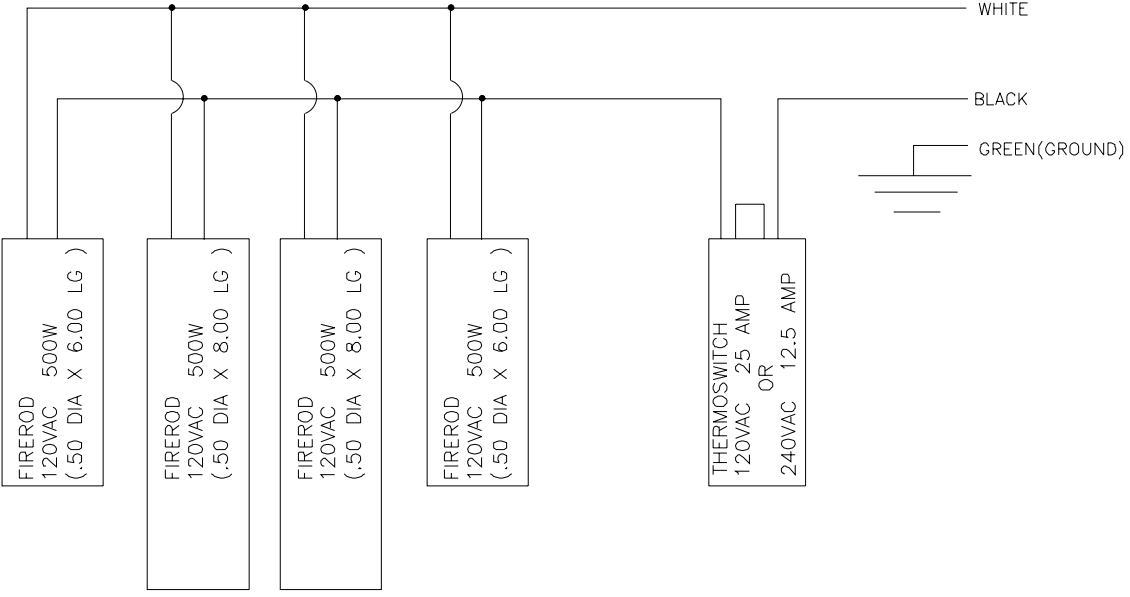 WHITE
BLACK
GREEN(GROUND)
FIREROD
120VAC 500W
(.50 DIA X 6.00 LG )
FIREROD
120VAC 500W
(.50 DIA X 8.00 LG )
FIREROD
120VAC 500W
(.50 DIA X 8.00 LG )
FIREROD
120VAC 500W
(.50 DIA X 6.00 LG )
THERMOSWITCH
120VAC 25 AMP
OR
240VAC 12.5 AMP